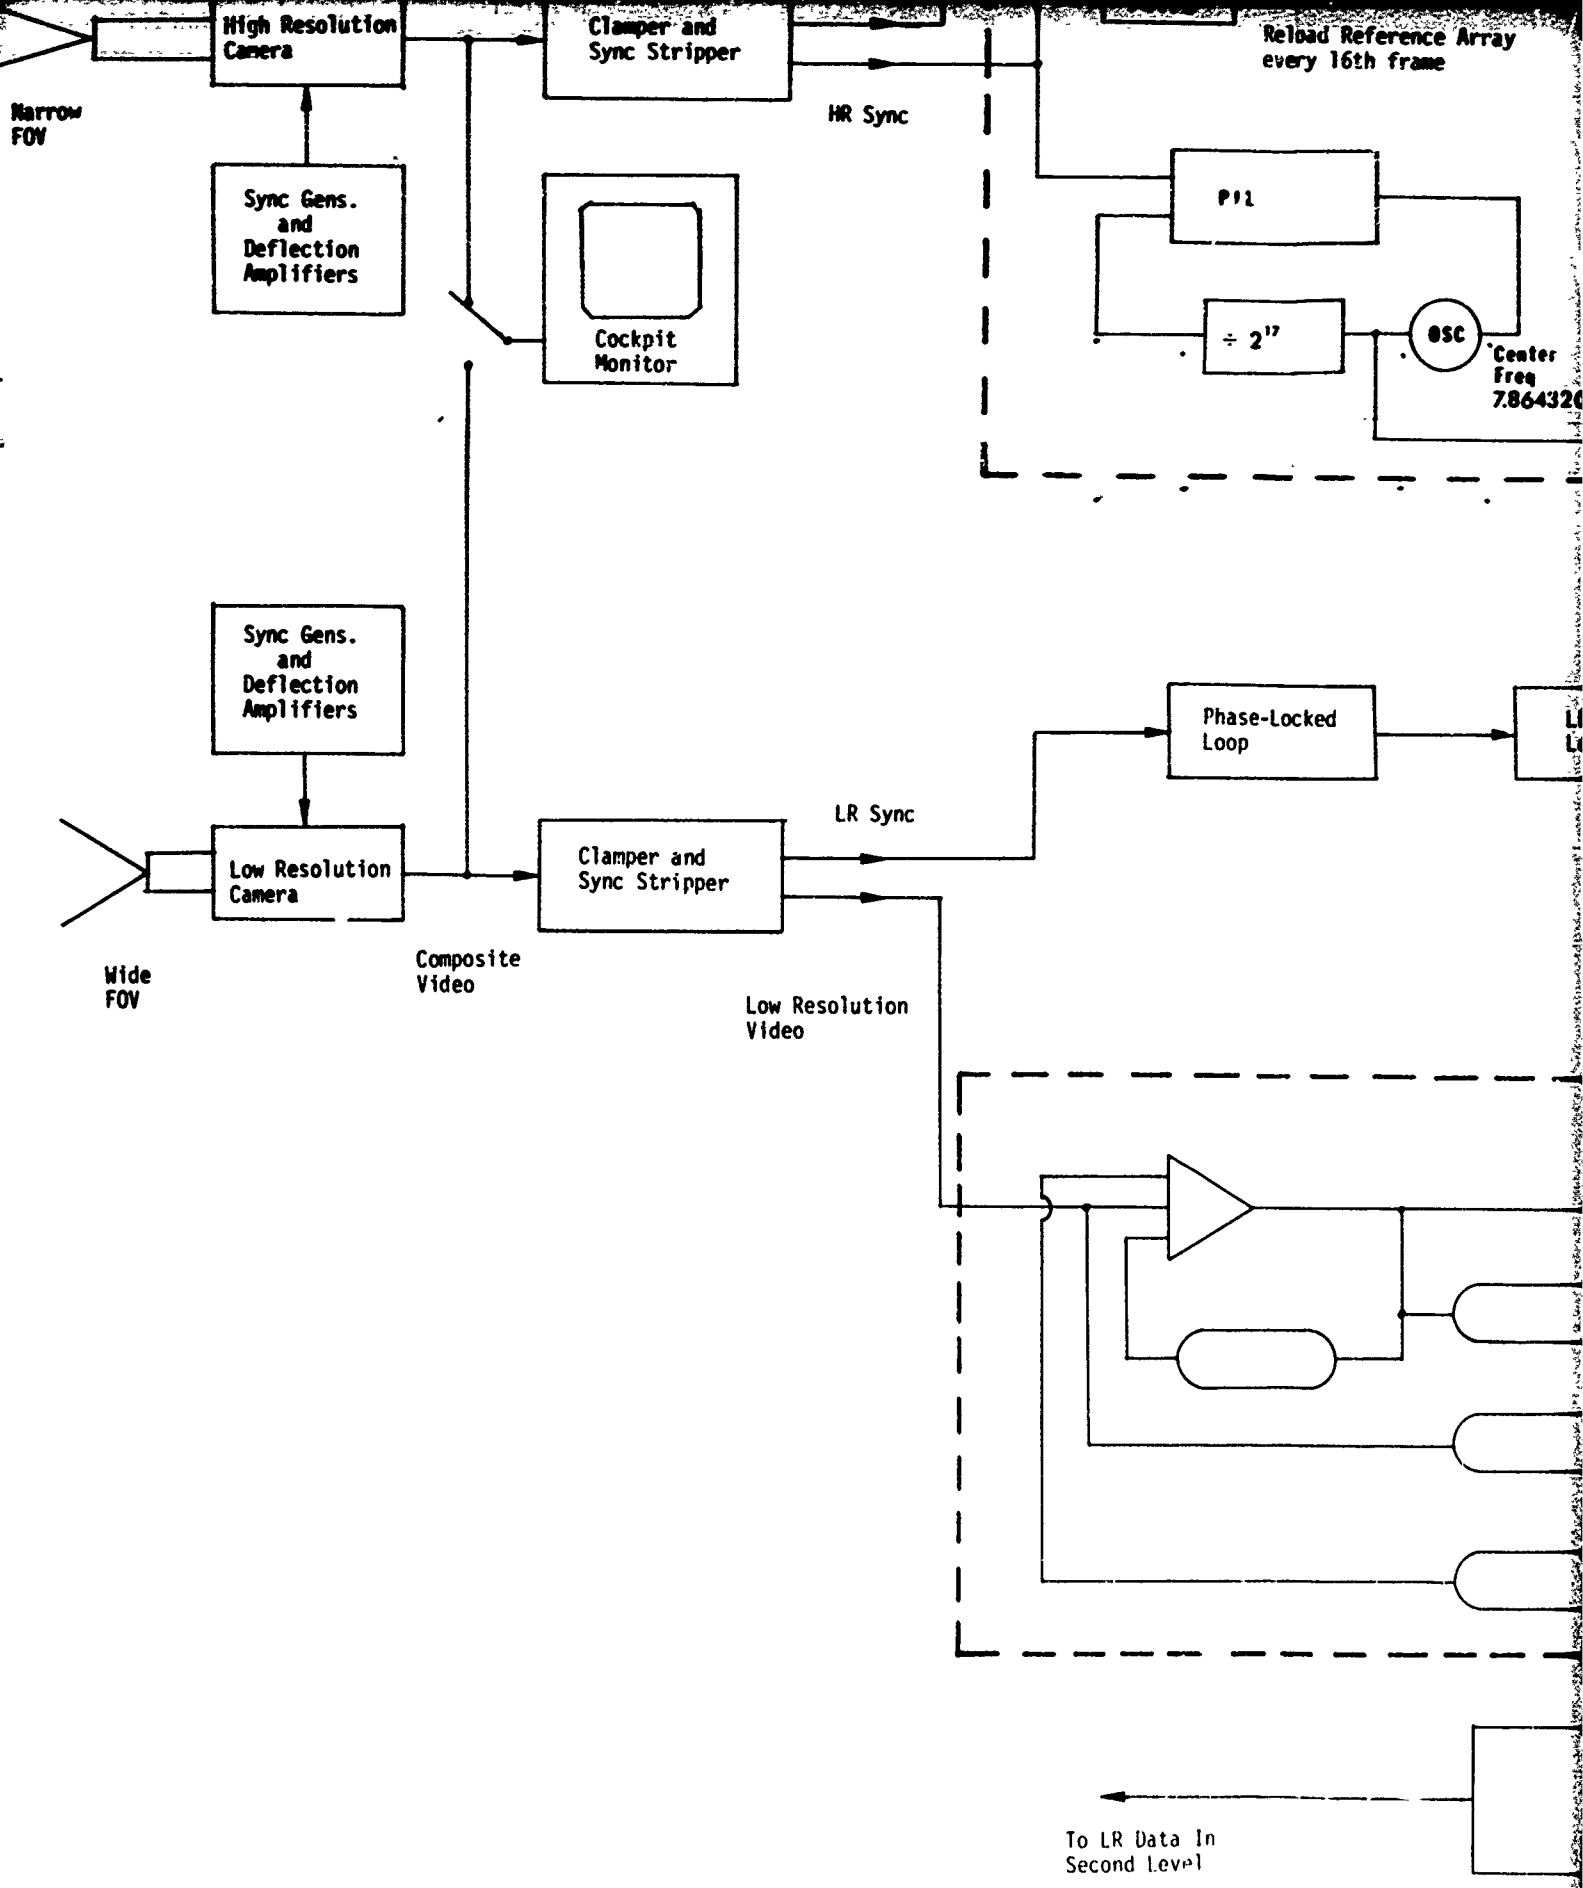 High Resolution
Camera
Clamper and
Sync Stripper
Reload Reference Array
every 16th frame
Narrow
FOV
HR Sync
Sync Gens.
and
Deflection
Amplifiers
Cockpit
Monitor
÷ 2¹⁷
OSC
Center
Freq
7.864320
Sync Gens.
and
Deflection
Amplifiers
Phase-Locked
Loop
LR Sync
Low Resolution
Camera
Clamper and
Sync Stripper
Wide
FOV
Composite
Video
Low Resolution
Video
To LR Data In
Second Level